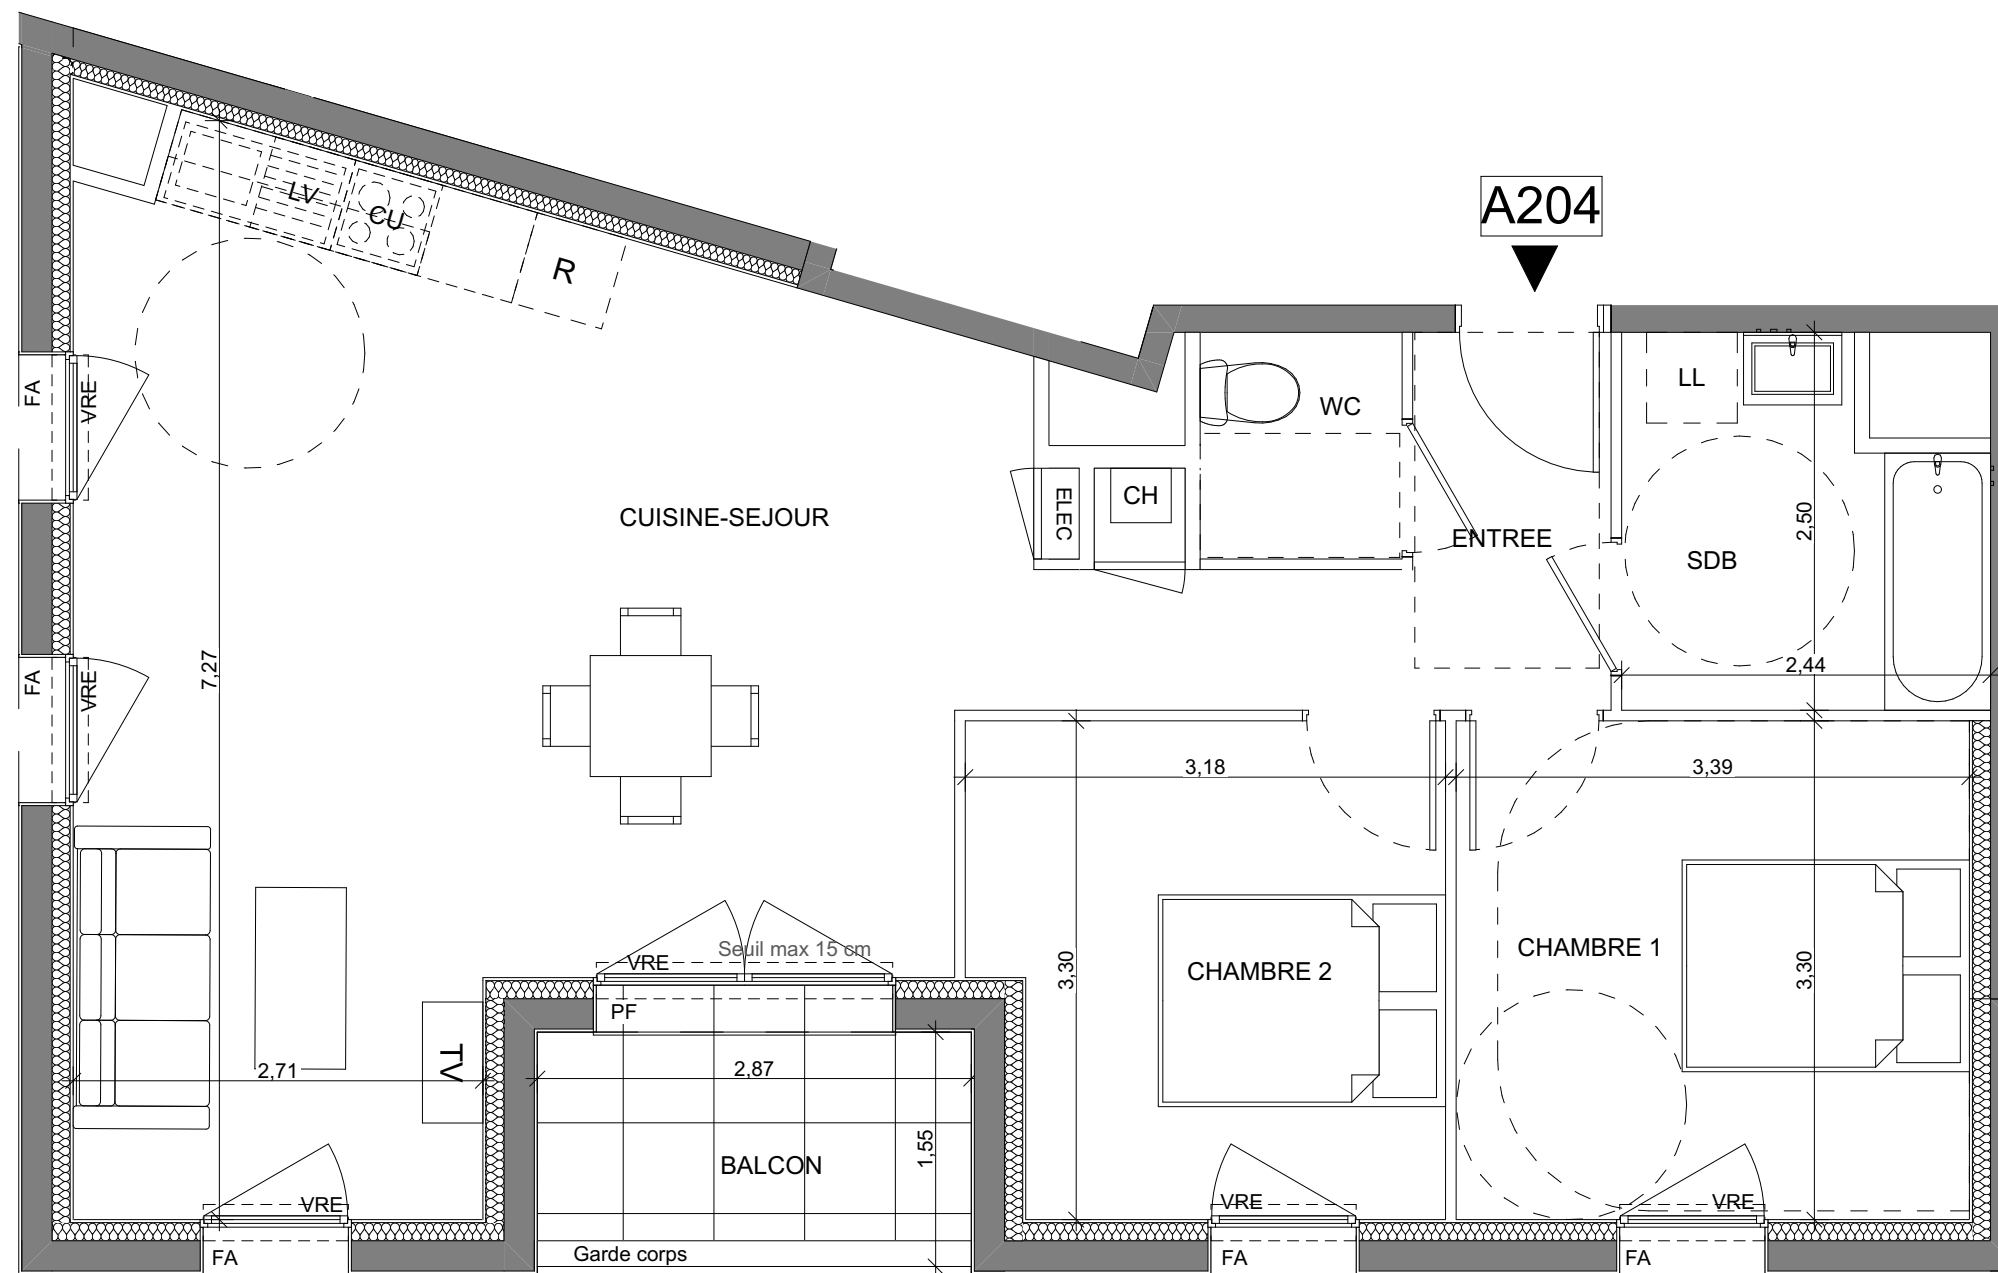 A204
LV
CU
R
FA
VRE
WC
LL
CUISINE-SEJOUR
ELEC
CH
ENTREE
2,50
SDB
7,27
FA
VRE
2,44
3,18
3,39
Seuil max 15 cm
VRE
CHAMBRE 2
CHAMBRE 1
3,30
3,30
PF
TV
2,71
2,87
1,55
BALCON
VRE
VRE
VRE
Garde corps
FA
FA
FA